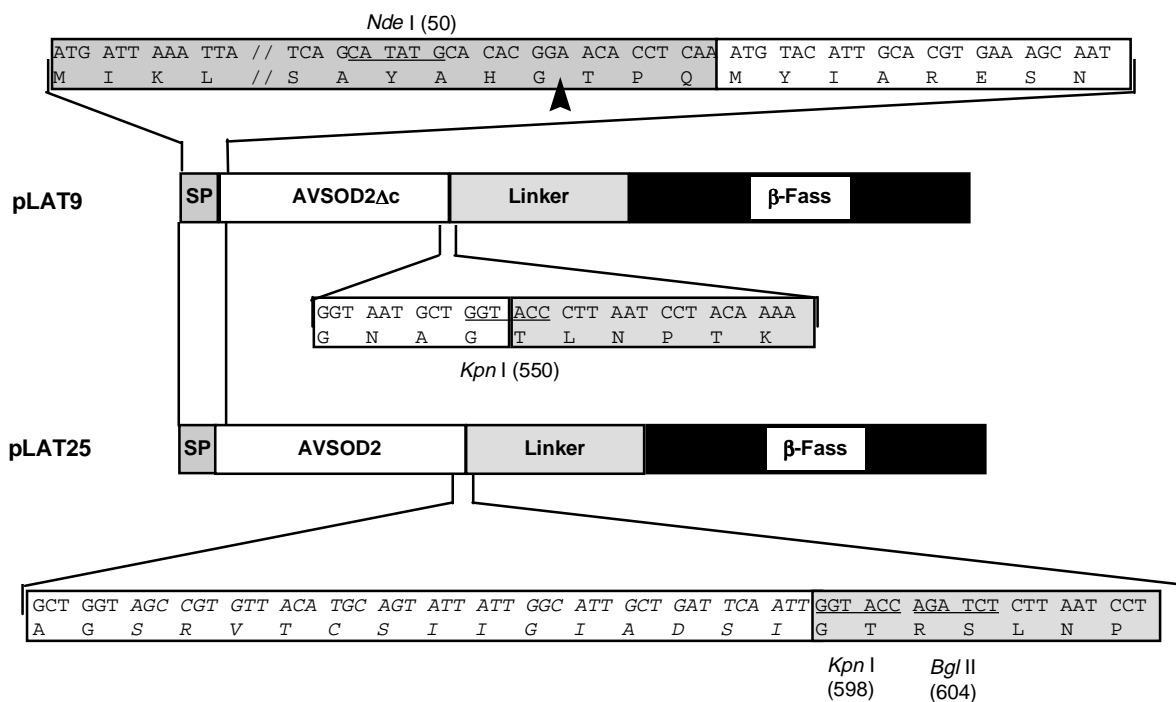 Nde I (50)
ATG ATT AAA TTA // TCA GCA TAT GCA CAC GGA ACA CCT CAA ATG TAC ATT GCA CGT GAA AGC AAT
M I K L // S A Y A H G T P Q M Y I A R E S N
pLAT9
SP AVSOD2Δc Linker β-Fass
GGT AAT GCT GGT ACC CTT AAT CCT ACA AAA
G N A G T L N P T K
Kpn I (550)
pLAT25
SP AVSOD2 Linker β-Fass
GCT GGT AGC CGT GTT ACA TGC AGT ATT ATT GGC ATT GCT GAT TCA ATT GGT ACC AGA TCT CTT AAT CCT
A G S R V T C S I I G I A D S I G T R S L N P
Kpn I Bgl II
(598) (604)